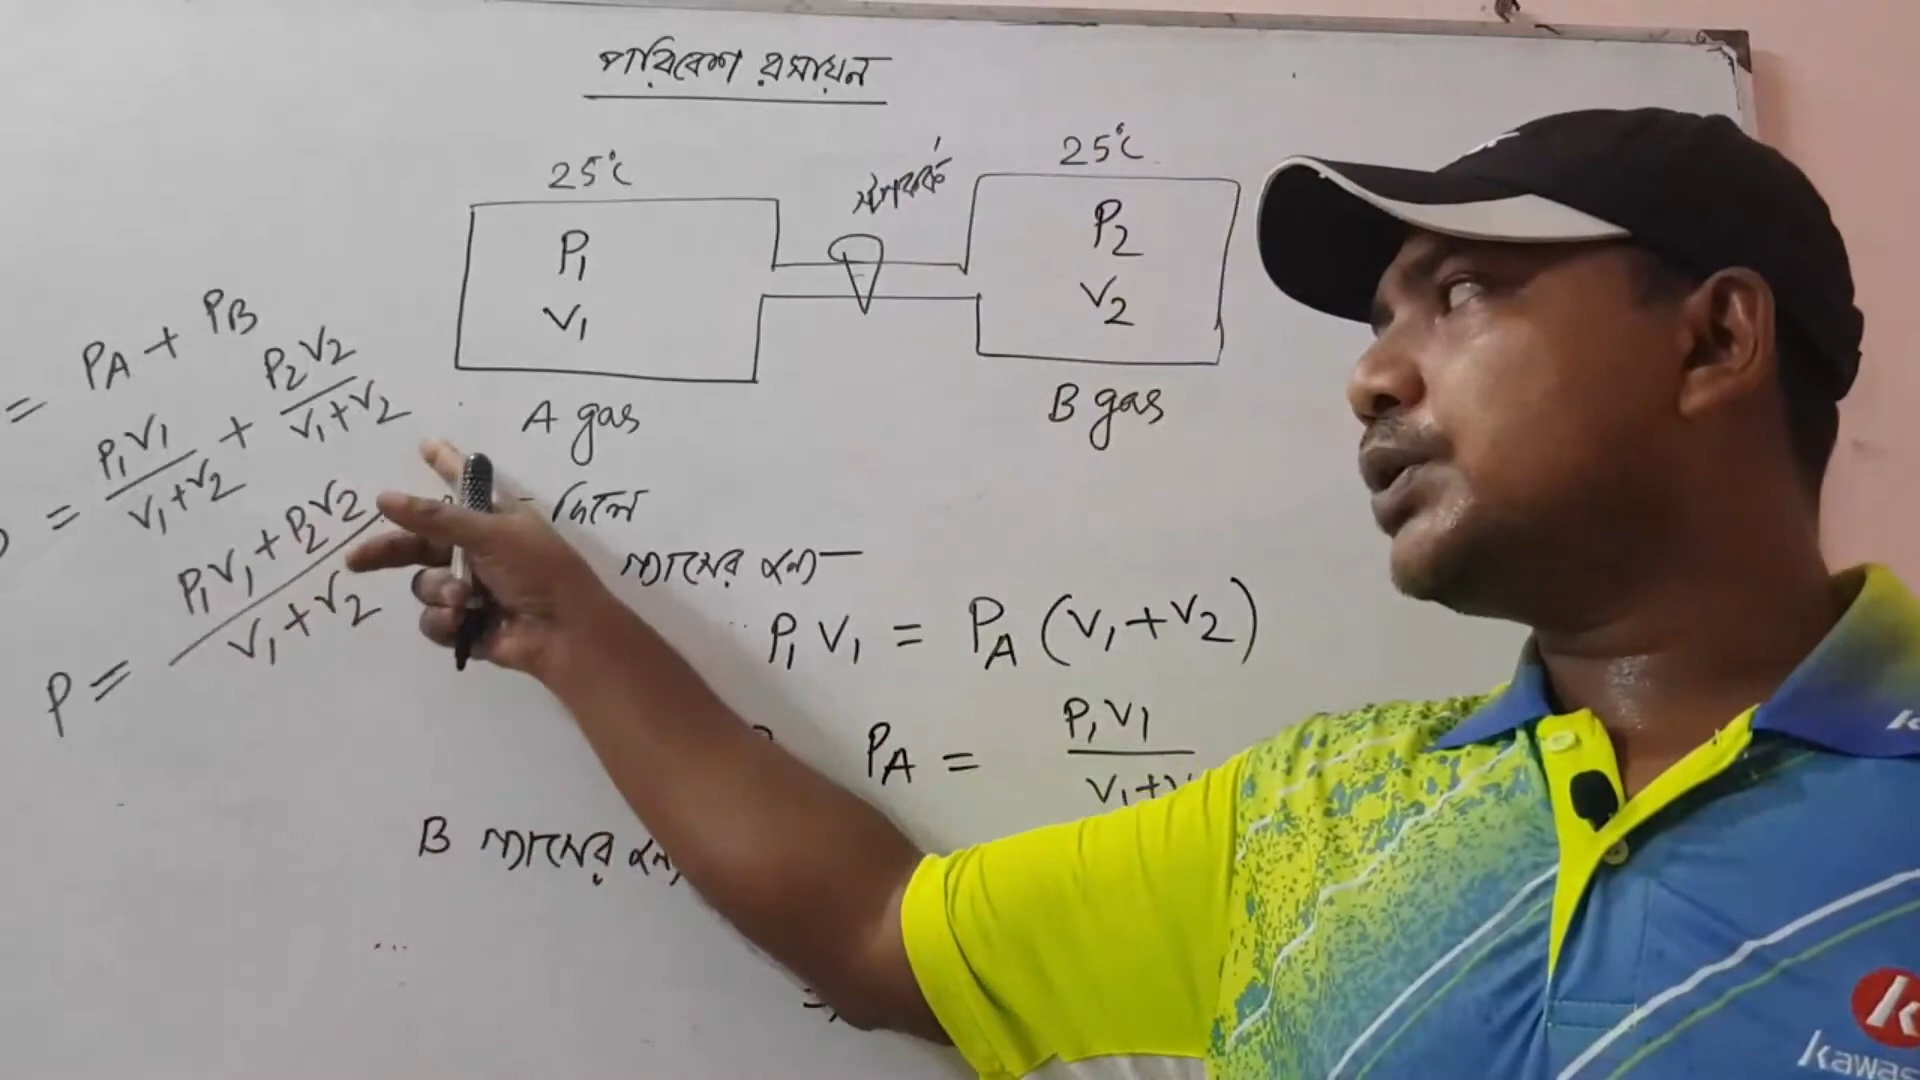 পরিবেশ রসায়ন
25°C
25°C
P₁
V₁
P₂
V₂
A gas
B gas
= PA + PB
= P₁V₁/V₁+V₂ + P₂V₂/V₁+V₂
P = P₁V₁+P₂V₂/V₁+V₂
দিলে
গ্যাসের জন্য—
P₁V₁ = PA (V₁+V₂)
PA = P₁V₁/V₁+V
B গ্যাসের জন্য
K
kawas